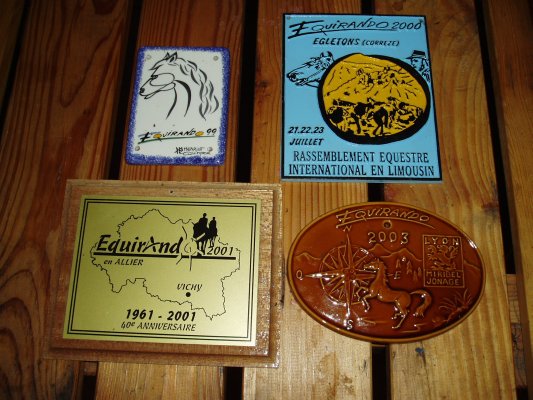 EQUIRANDO 99
EQUIRANDO 2000
EGLETONS (CORREZE)
21.22.23
JUILLET
RASSEMBLEMENT EQUESTRE
INTERNATIONAL EN LIMOUSIN
EquirAndo 2001
en ALLIER
VICHY
1961 - 2001
40e ANNIVERSAIRE
EQUIRANDO
2003
LYON
MIRIBEL
JONAGE
N
O
E
S